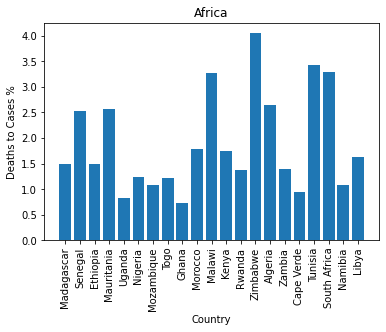 Africa
Deaths to Cases %
4.0
3.5
3.0
2.5
2.0
1.5
1.0
0.5
0.0
Madagascar
Senegal
Ethiopia
Mauritania
Uganda
Nigeria
Mozambique
Togo
Ghana
Morocco
Malawi
Kenya
Rwanda
Zimbabwe
Algeria
Zambia
Cape Verde
Tunisia
South Africa
Namibia
Libya
Country